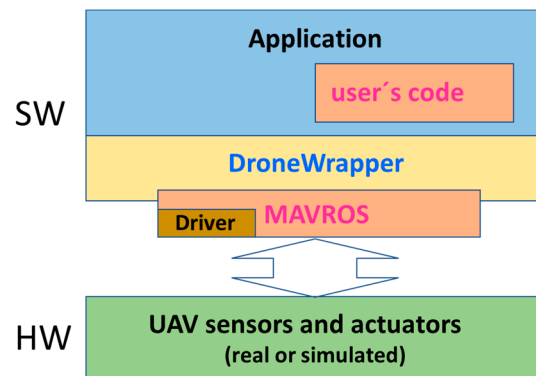 Application
user´s code
SW
DroneWrapper
MAVROS
Driver
UAV sensors and actuators
HW
(real or simulated)